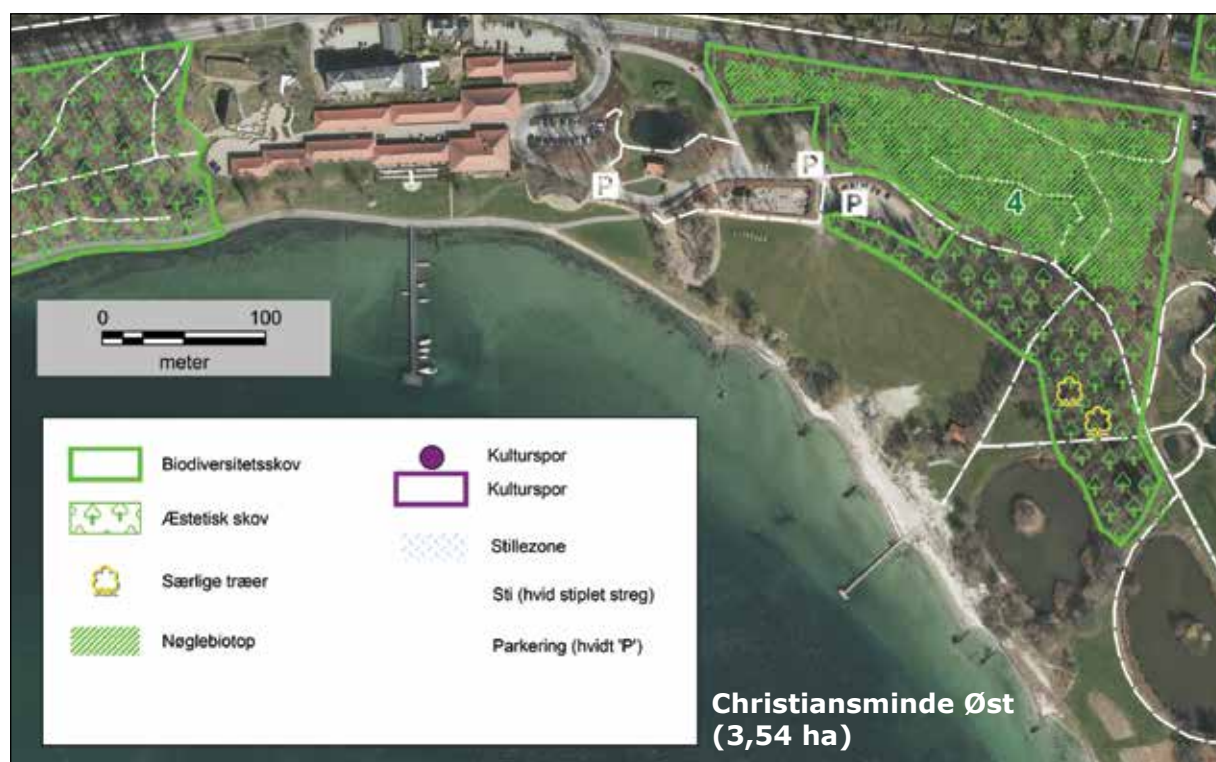 P
P
P
4
0 100
meter
Biodiversitetsskov
Æstetisk skov
Særlige træer
Nøglebiotop
Kulturspor
Kulturspor
Stillezone
Sti (hvid stiplet streg)
Parkering (hvidt 'P')
Christiansminde Øst
(3,54 ha)